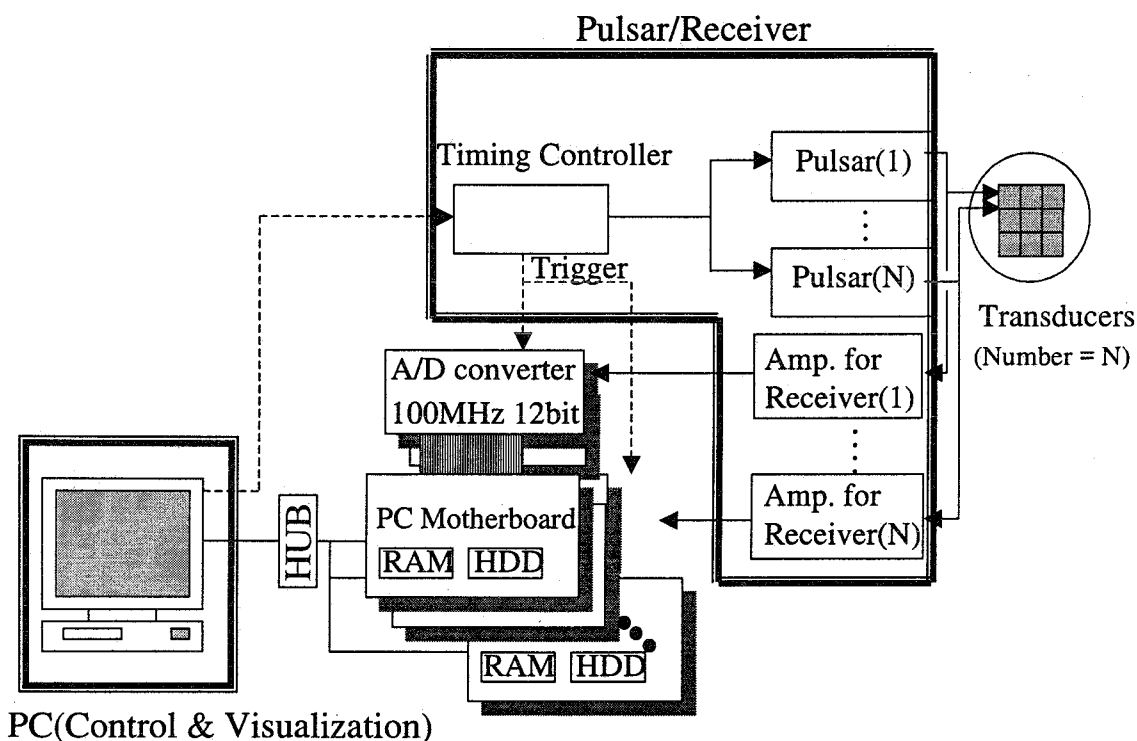 Pulsar/Receiver
Timing Controller
Pulsar(1)
Trigger
Pulsar(N)
Transducers
(Number = N)
A/D converter
100MHz 12bit
Amp. for
Receiver(1)
PC Motherboard
RAM HDD
Amp. for
Receiver(N)
HUB
RAM HDD
PC(Control & Visualization)